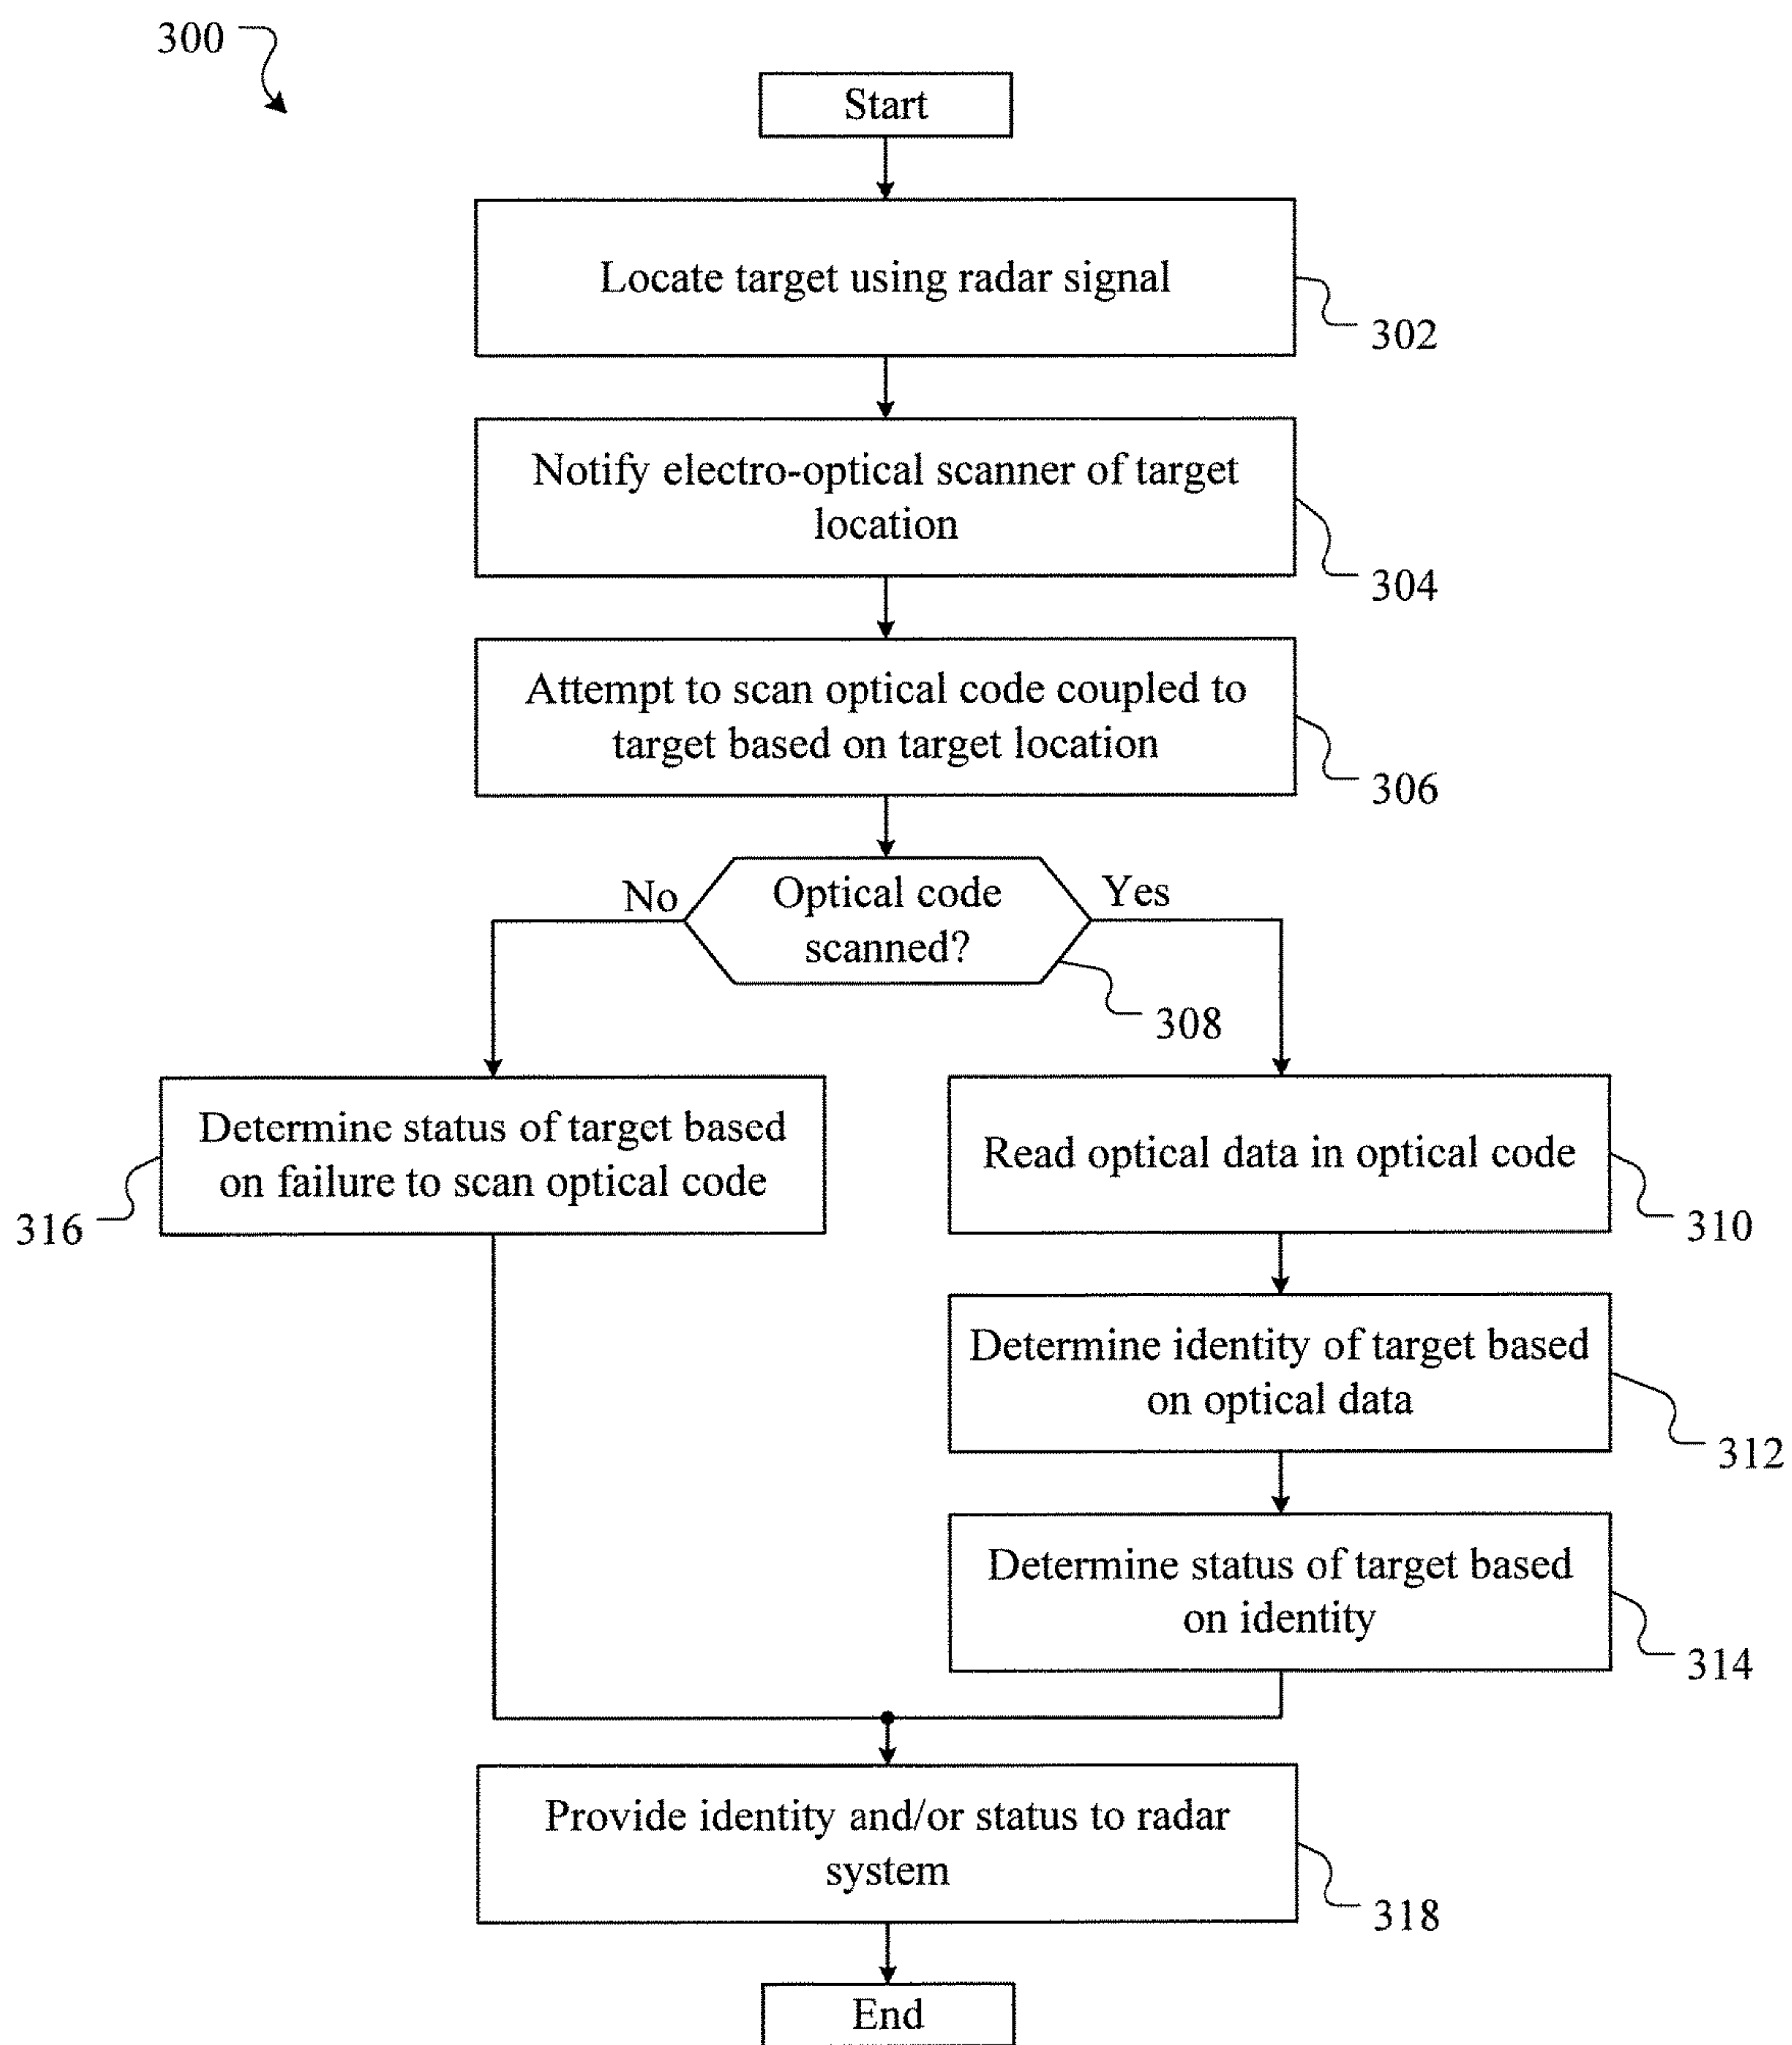 300
Start
Locate target using radar signal
302
Notify electro-optical scanner of target
location
304
Attempt to scan optical code coupled to
target based on target location
306
No
Optical code
scanned?
Yes
308
Determine status of target based
on failure to scan optical code
316
Read optical data in optical code
310
Determine identity of target based
on optical data
312
Determine status of target based
on identity
314
Provide identity and/or status to radar
system
318
End